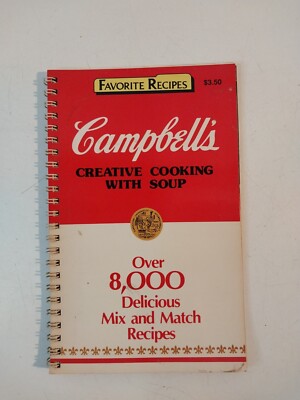 FAVORITE RECIPES
$3.50
Campbell's
CREATIVE COOKING
WITH SOUP
Over
8,000
Delicious
Mix and Match
Recipes